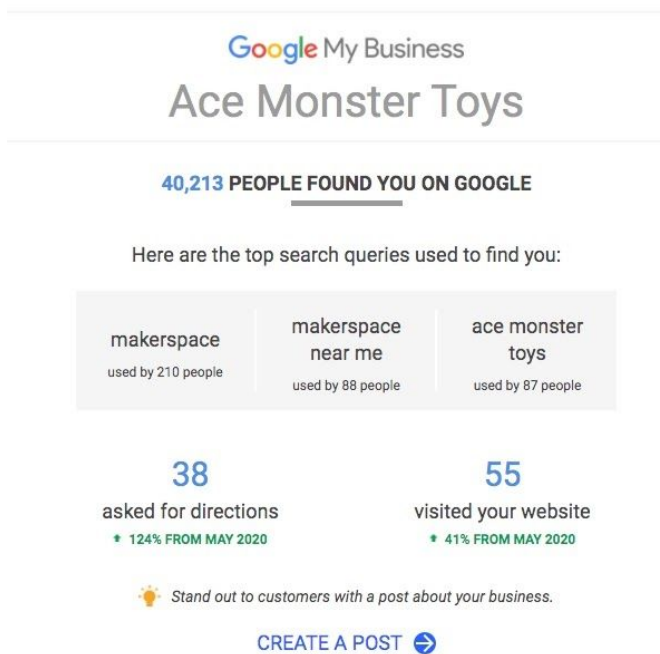 Google My Business
Ace Monster Toys
40,213 PEOPLE FOUND YOU ON GOOGLE
Here are the top search queries used to find you:
makerspace
used by 210 people
makerspace
near me
used by 88 people
ace monster
toys
used by 87 people
38
asked for directions
124% FROM MAY 2020
55
visited your website
41% FROM MAY 2020
Stand out to customers with a post about your business.
CREATE A POST